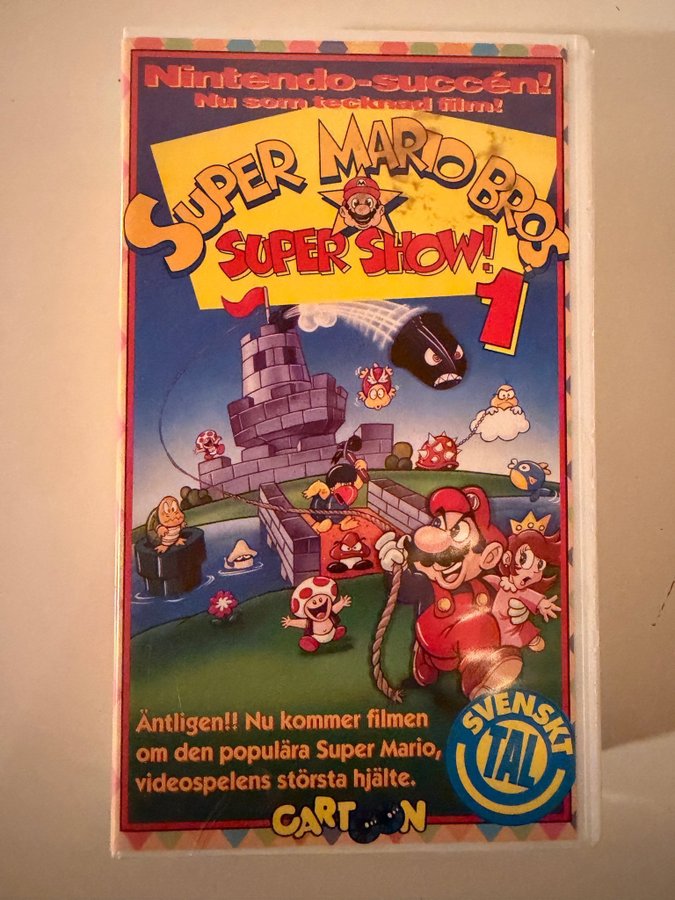 Nintendo-succén!
Nu som tecknad film!
SUPER MARIO BROS.
SUPER SHOW!
1
Äntligen!! Nu kommer filmen
om den populära Super Mario,
videospelens största hjälte.
SVENSKT
TAL
CARTOON